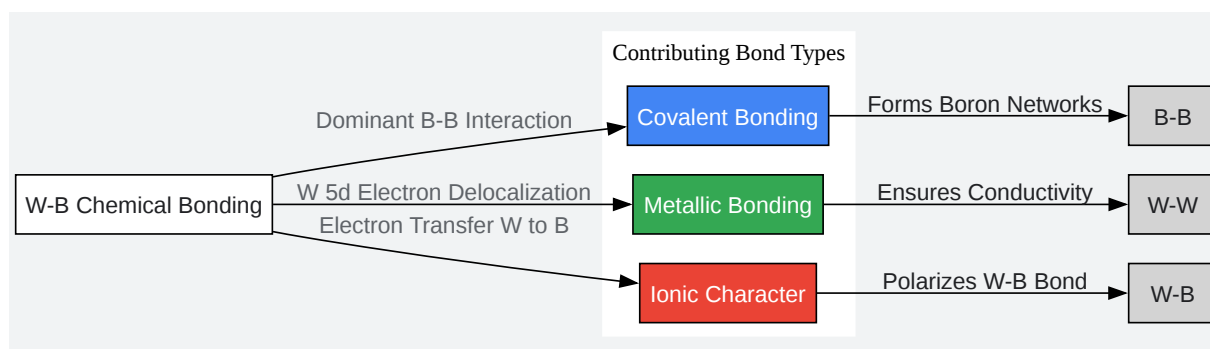 Contributing Bond Types
Dominant B-B Interaction
Covalent Bonding
Forms Boron Networks
B-B
W-B Chemical Bonding
W 5d Electron Delocalization
Metallic Bonding
Ensures Conductivity
W-W
Electron Transfer W to B
Ionic Character
Polarizes W-B Bond
W-B